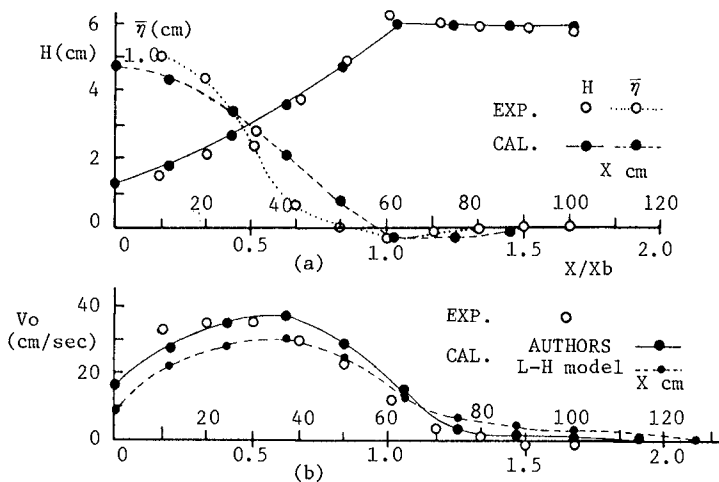 6
η̅(cm)
H(cm)
1.0
4
H η̅
EXP.
CAL.
2
X cm
20 40 60 80 100 120
0
0 0.5 1.0 1.5 2.0
(a) X/Xb
Vo
(cm/sec)
40
EXP.
CAL. AUTHORS
L-H model
20
X cm
20 40 60 80 100 120
0
0 0.5 1.0 1.5 2.0
(b)